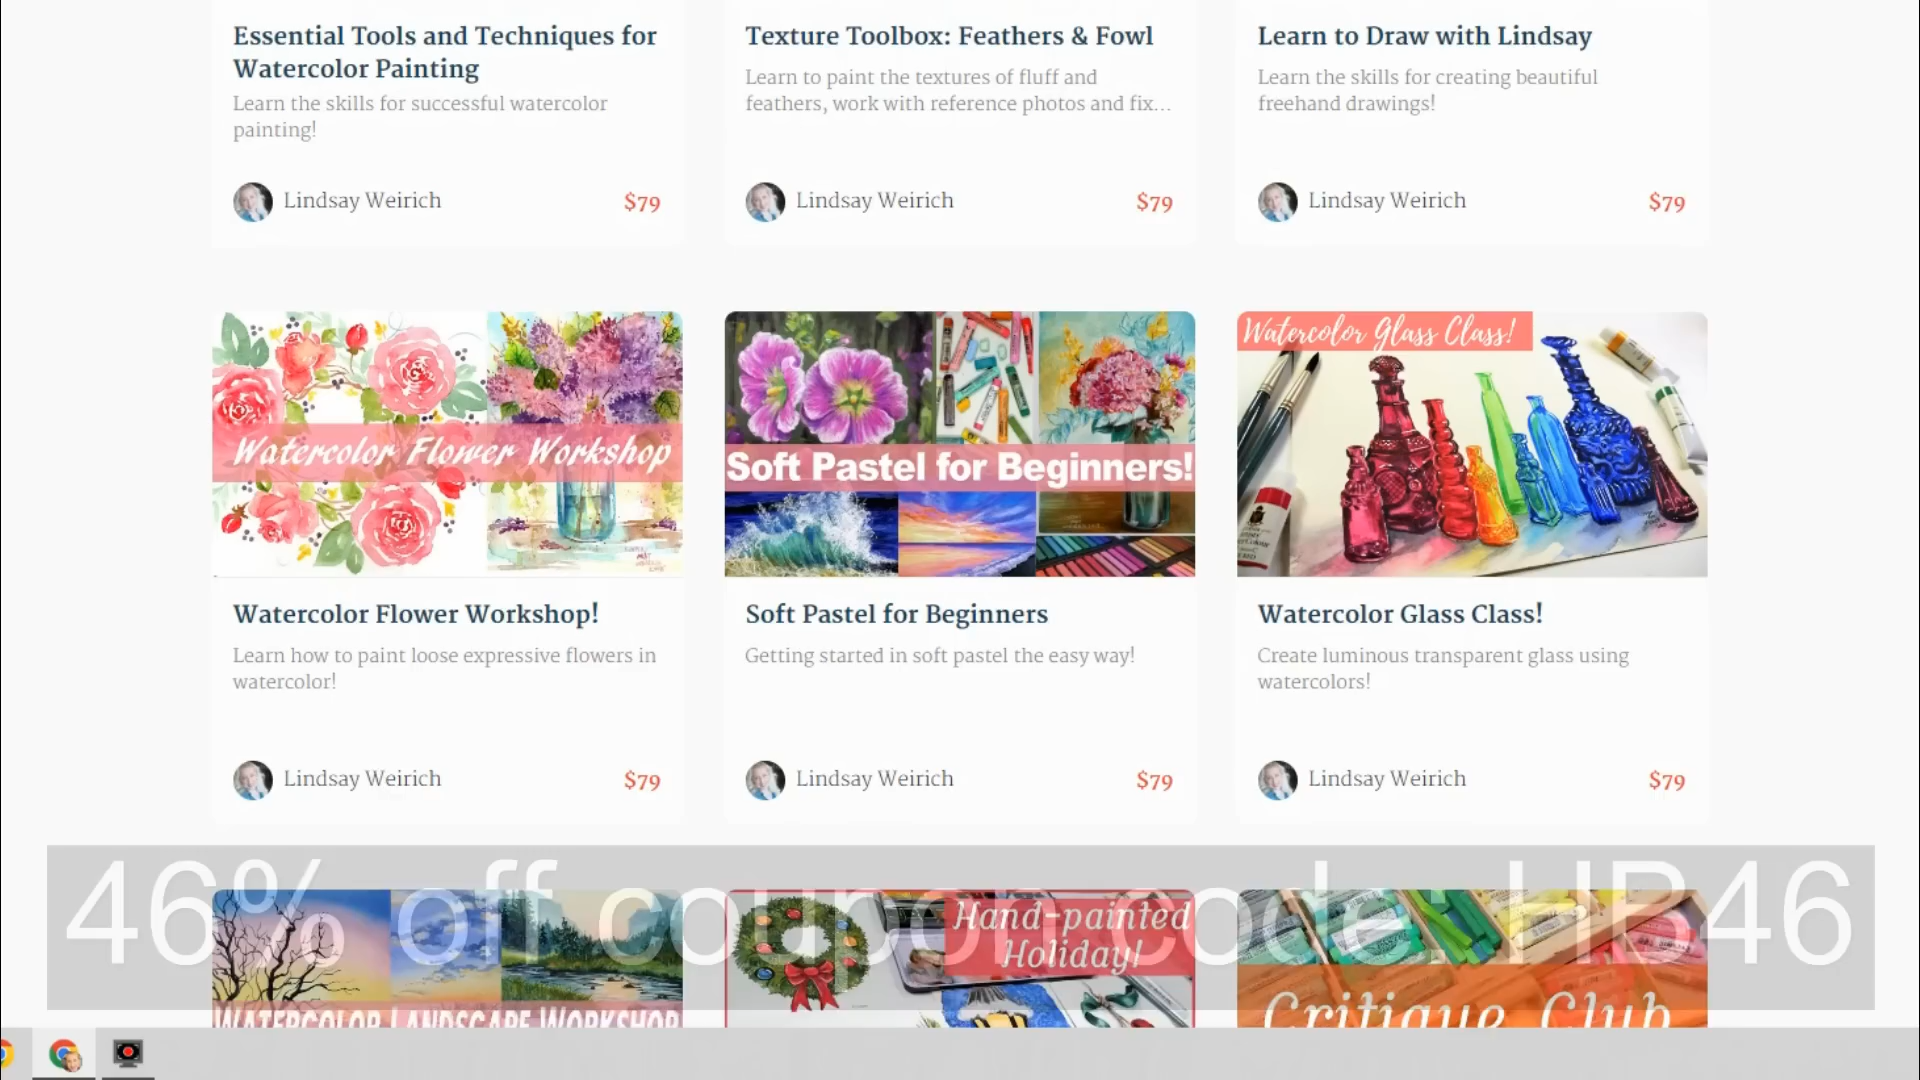 Essential Tools and Techniques for
Watercolor Painting
Learn the skills for successful watercolor
painting!
Lindsay Weirich
$79
Texture Toolbox: Feathers & Fowl
Learn to paint the textures of fluff and
feathers, work with reference photos and fix...
Lindsay Weirich
$79
Learn to Draw with Lindsay
Learn the skills for creating beautiful
freehand drawings!
Lindsay Weirich
$79
Watercolor Flower Workshop
Watercolor Flower Workshop!
Learn how to paint loose expressive flowers in
watercolor!
Lindsay Weirich
$79
Soft Pastel for Beginners!
Soft Pastel for Beginners
Getting started in soft pastel the easy way!
Lindsay Weirich
$79
Watercolor Glass Class!
Watercolor Glass Class!
Create luminous transparent glass using
watercolors!
Lindsay Weirich
$79
46% off coupon code: HB46
Watercolor Landscape Workshop
Hand-painted
Holiday!
Critique Club